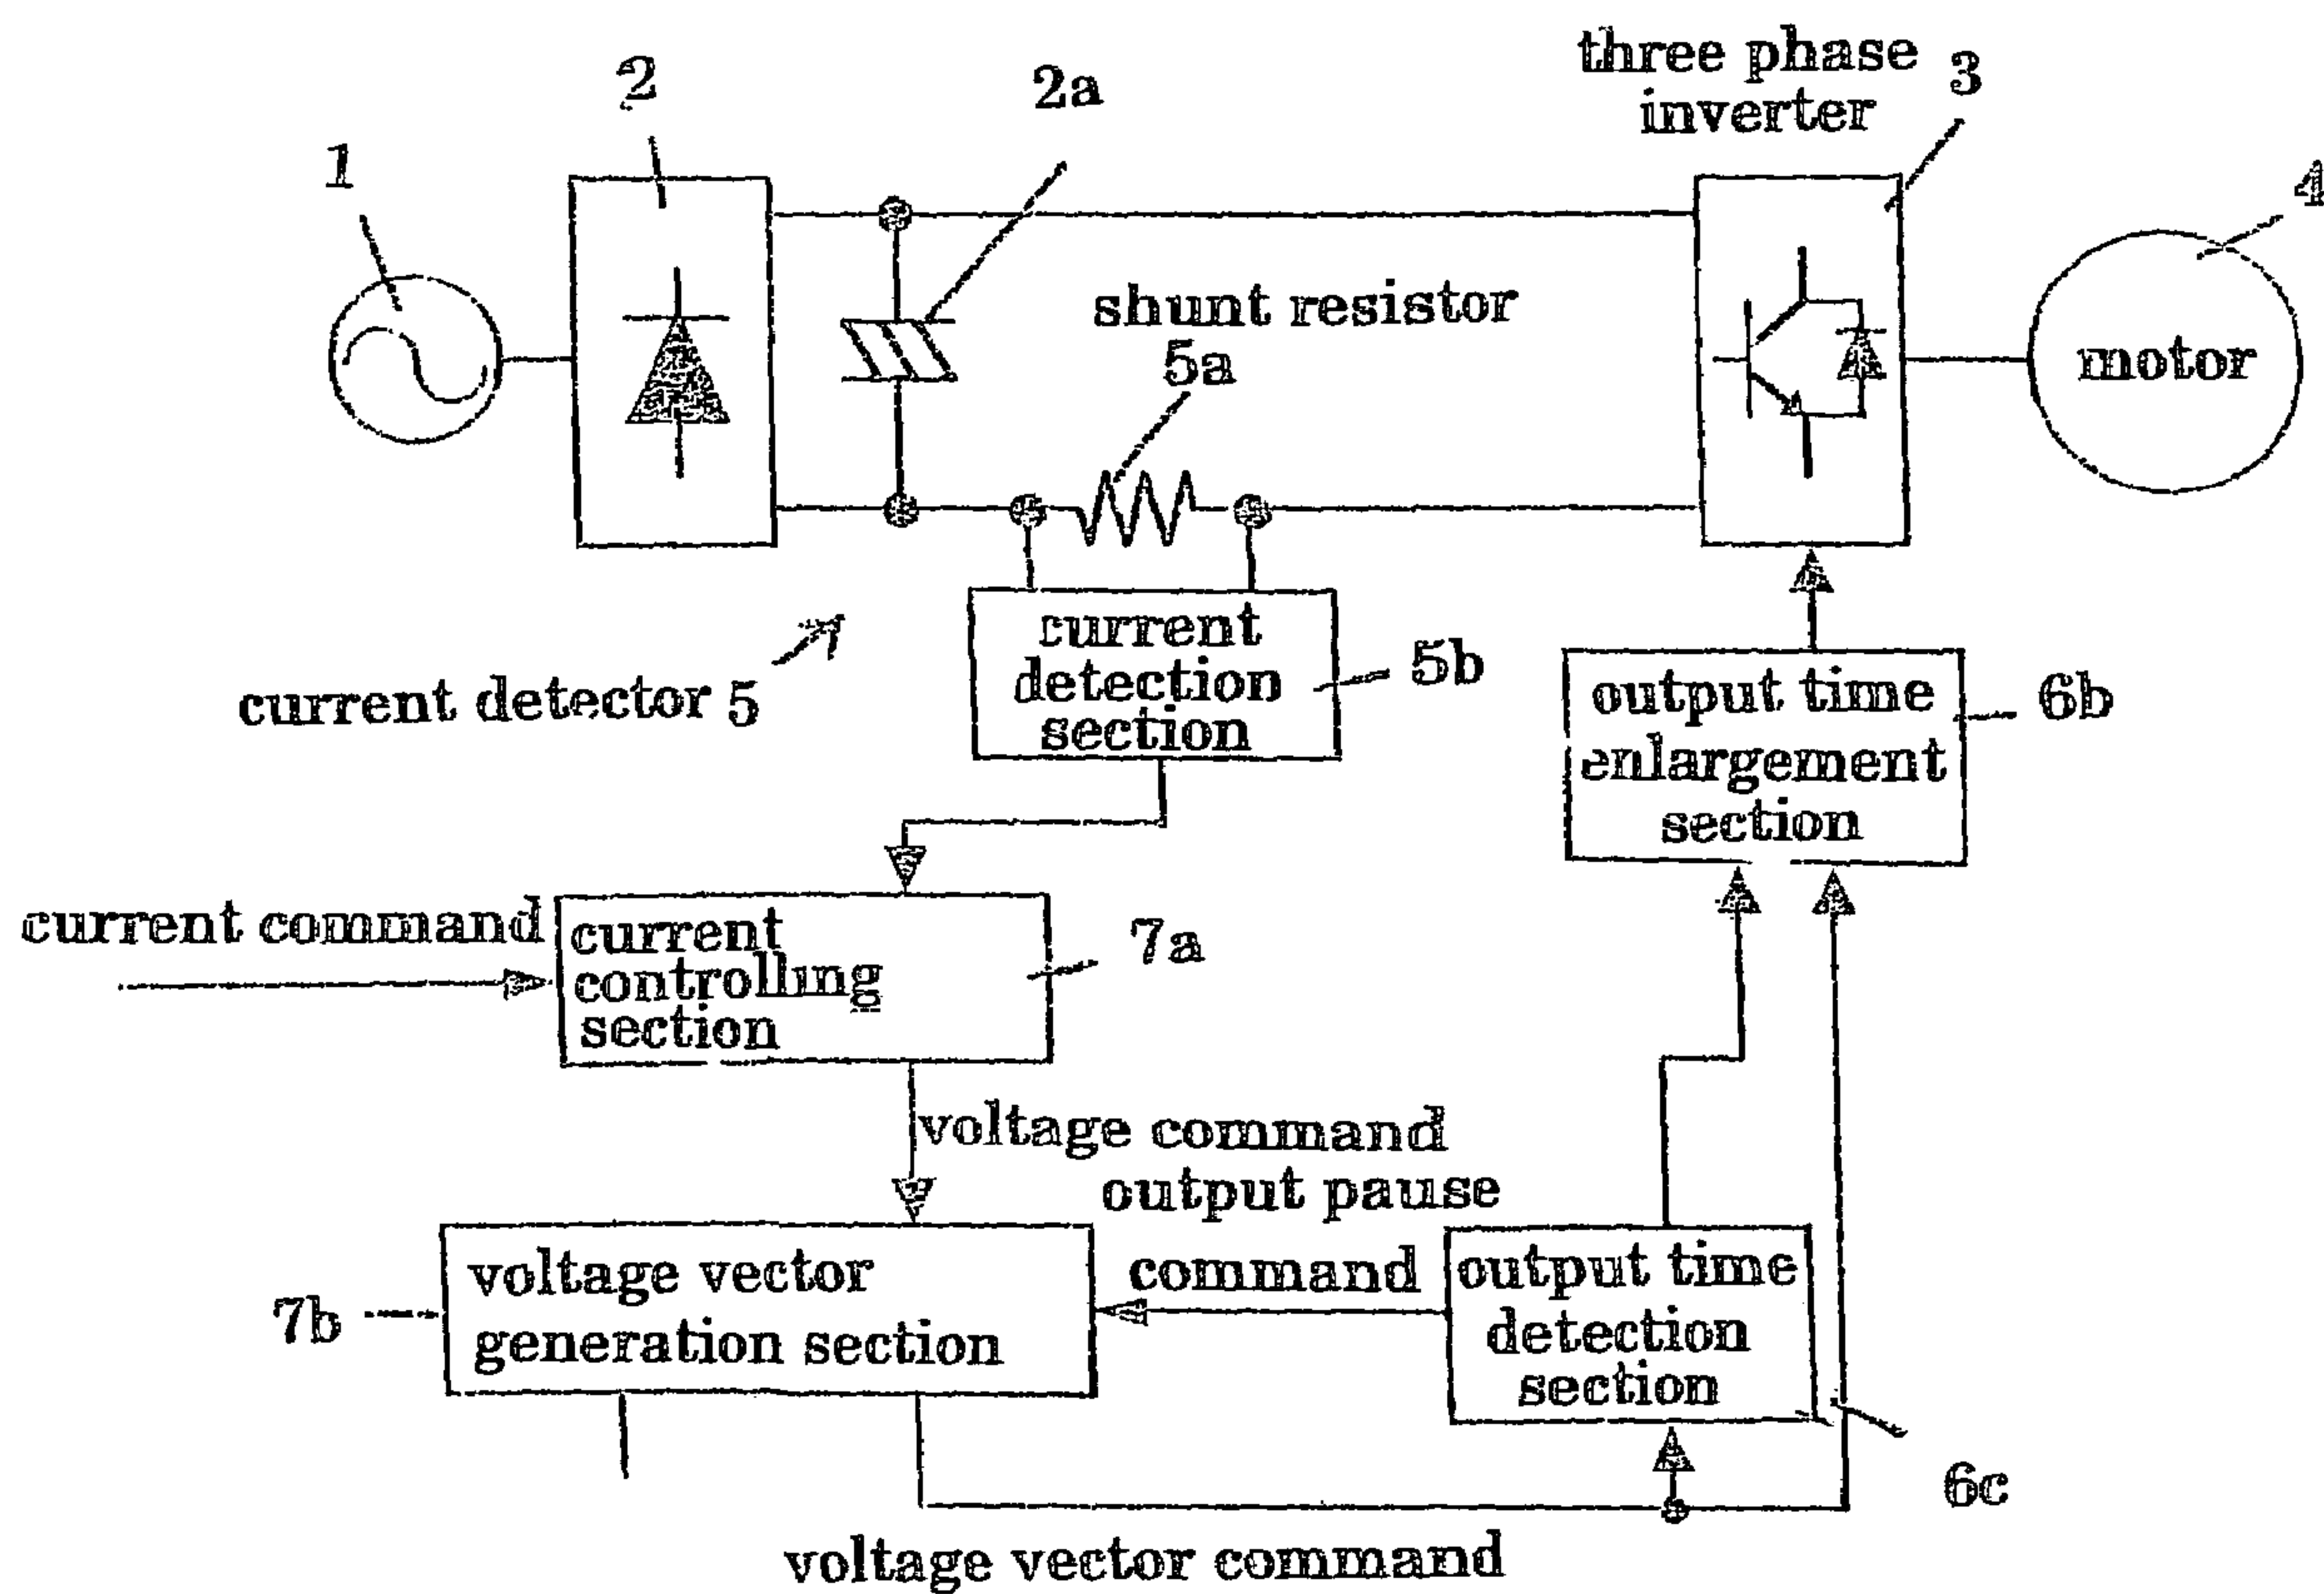 1
2
2a
three phase
inverter
3
4
shunt resistor
5a
motor
current
detection
section
5b
current detector 5
output time
enlargement
section
6b
current command
current
controlling
section
7a
voltage command
output pause
command
voltage vector
generation section
7b
output time
detection
section
6c
voltage vector command